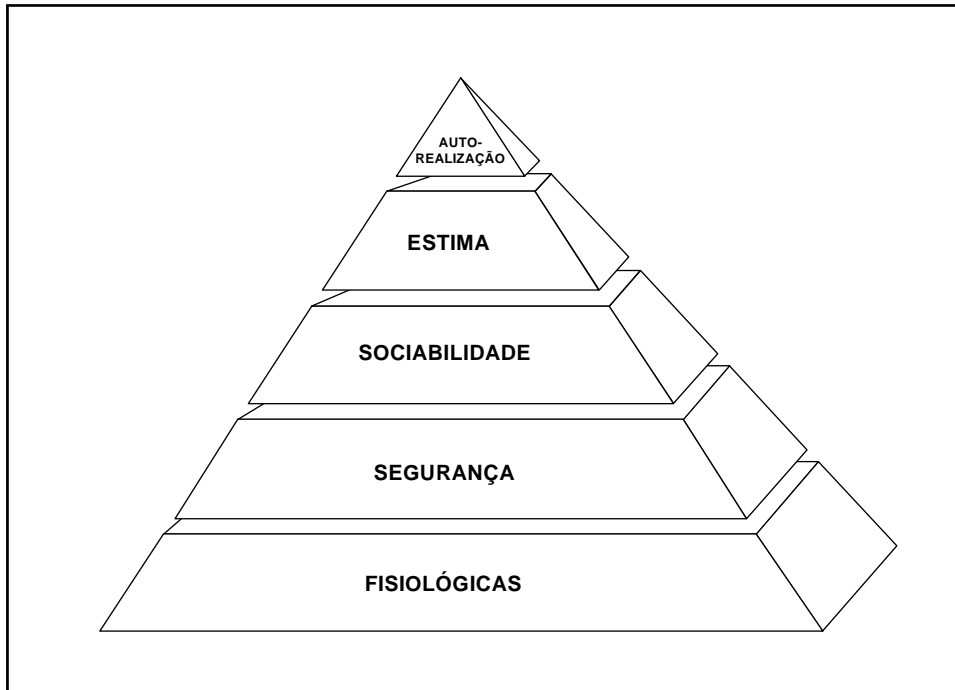 AUTO-
REALIZAÇÃO
ESTIMA
SOCIABILIDADE
SEGURANÇA
FISIOLÓGICAS